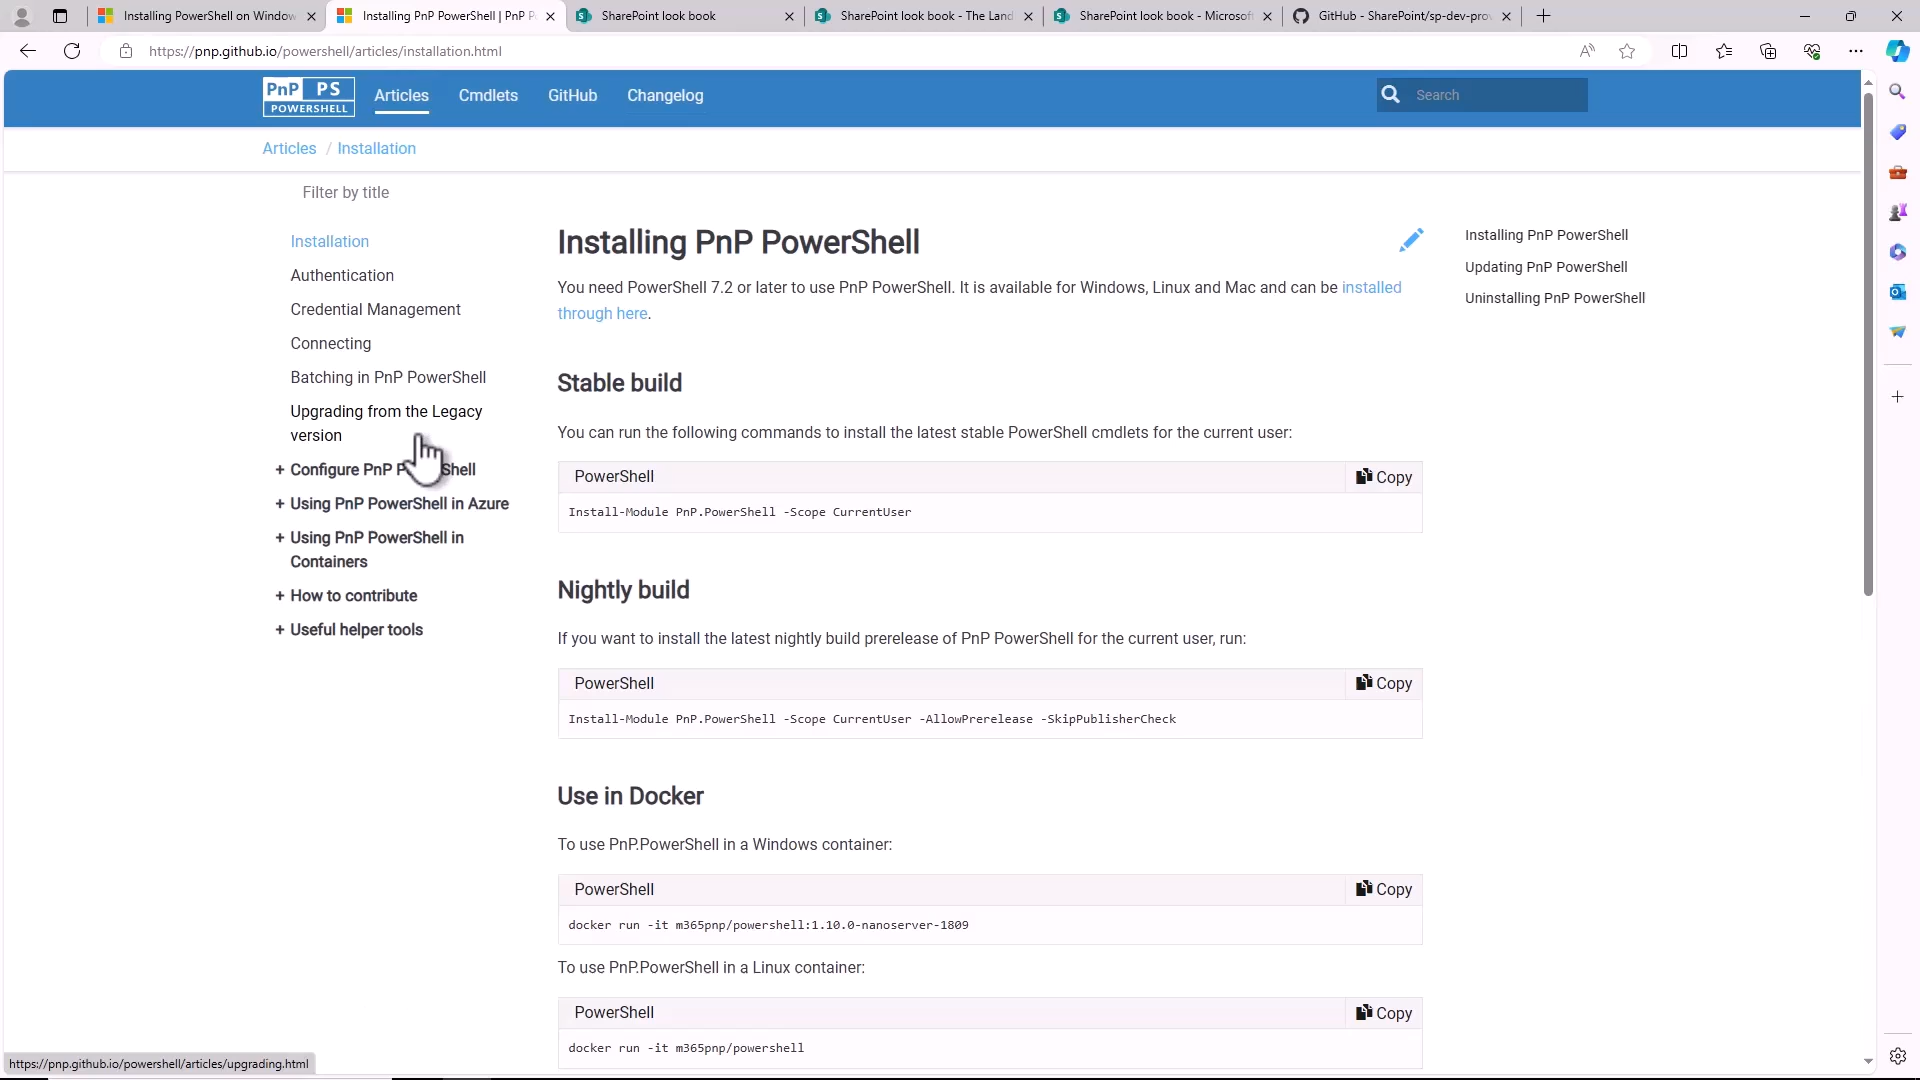 Installing PowerShell on Window
Installing PnP PowerShell | PnP P
SharePoint look book
SharePoint look book - The Land
SharePoint look book - Microsof
GitHub - SharePoint/sp-dev-prov
https://pnp.github.io/powershell/articles/installation.html
PnP PS
POWERSHELL
Articles
Cmdlets
GitHub
Changelog
Search
Articles / Installation
Filter by title
Installation
Authentication
Credential Management
Connecting
Batching in PnP PowerShell
Upgrading from the Legacy
version
+ Configure PnP P shell
+ Using PnP PowerShell in Azure
+ Using PnP PowerShell in
Containers
+ How to contribute
+ Useful helper tools
Installing PnP PowerShell
You need PowerShell 7.2 or later to use PnP PowerShell. It is available for Windows, Linux and Mac and can be installed
through here.
Stable build
You can run the following commands to install the latest stable PowerShell cmdlets for the current user:
PowerShell
Copy
Install-Module PnP.PowerShell -Scope CurrentUser
Nightly build
If you want to install the latest nightly build prerelease of PnP PowerShell for the current user, run:
PowerShell
Copy
Install-Module PnP.PowerShell -Scope CurrentUser -AllowPrerelease -SkipPublisherCheck
Use in Docker
To use PnP.PowerShell in a Windows container:
PowerShell
Copy
docker run -it m365pnp/powershell:1.10.0-nanoserver-1809
To use PnP.PowerShell in a Linux container:
PowerShell
Copy
docker run -it m365pnp/powershell
Installing PnP PowerShell
Updating PnP PowerShell
Uninstalling PnP PowerShell
https://pnp.github.io/powershell/articles/upgrading.html